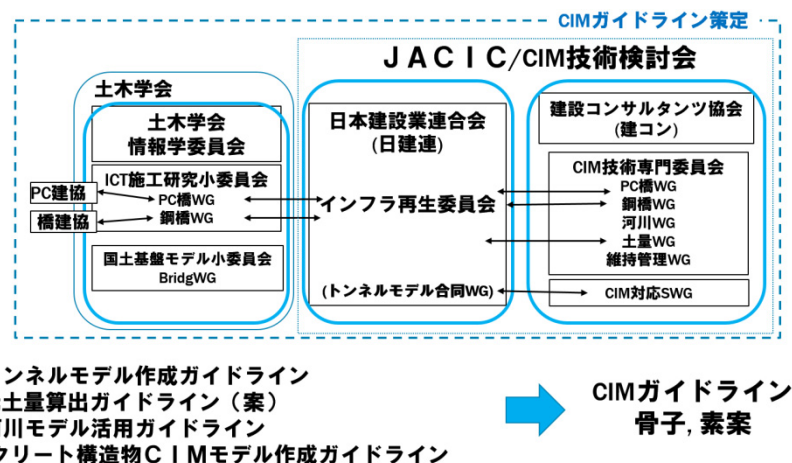 CIMガイドライン策定
ＪＡＣＩＣ/CIM技術検討会
土木学会
土木学会
情報学委員会
ICT施工研究小委員会
PC橋WG
鋼橋WG
PC建協
橋建協
国土基盤モデル小委員会
BridgWG
日本建設業連合会
(日建連)
インフラ再生委員会
(トンネルモデル合同WG)
建設コンサルタンツ協会
(建コン)
CIM技術専門委員会
PC橋WG
鋼橋WG
河川WG
土量WG
維持管理WG
CIM対応SWG
ンネルモデル作成ガイドライン
土量算出ガイドライン（案）
川モデル活用ガイドライン
クリート構造物ＣＩＭモデル作成ガイドライン
CIMガイドライン
骨子, 素案